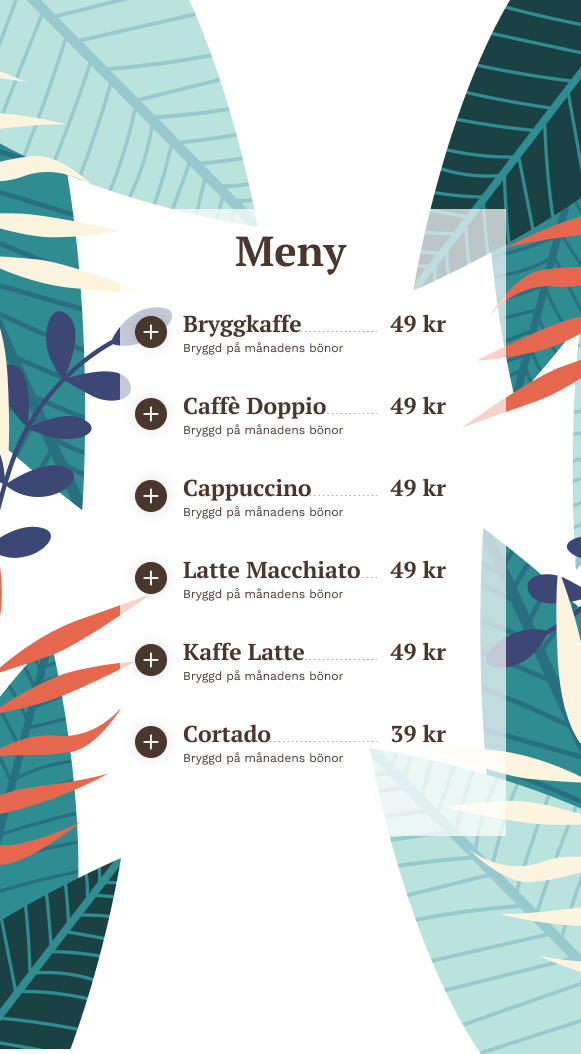 Meny
Bryggkaffe 49 kr
Bryggd på månadens bönor
Caffè Doppio 49 kr
Bryggd på månadens bönor
Cappuccino 49 kr
Bryggd på månadens bönor
Latte Macchiato 49 kr
Bryggd på månadens bönor
Kaffe Latte 49 kr
Bryggd på månadens bönor
Cortado 39 kr
Bryggd på månadens bönor